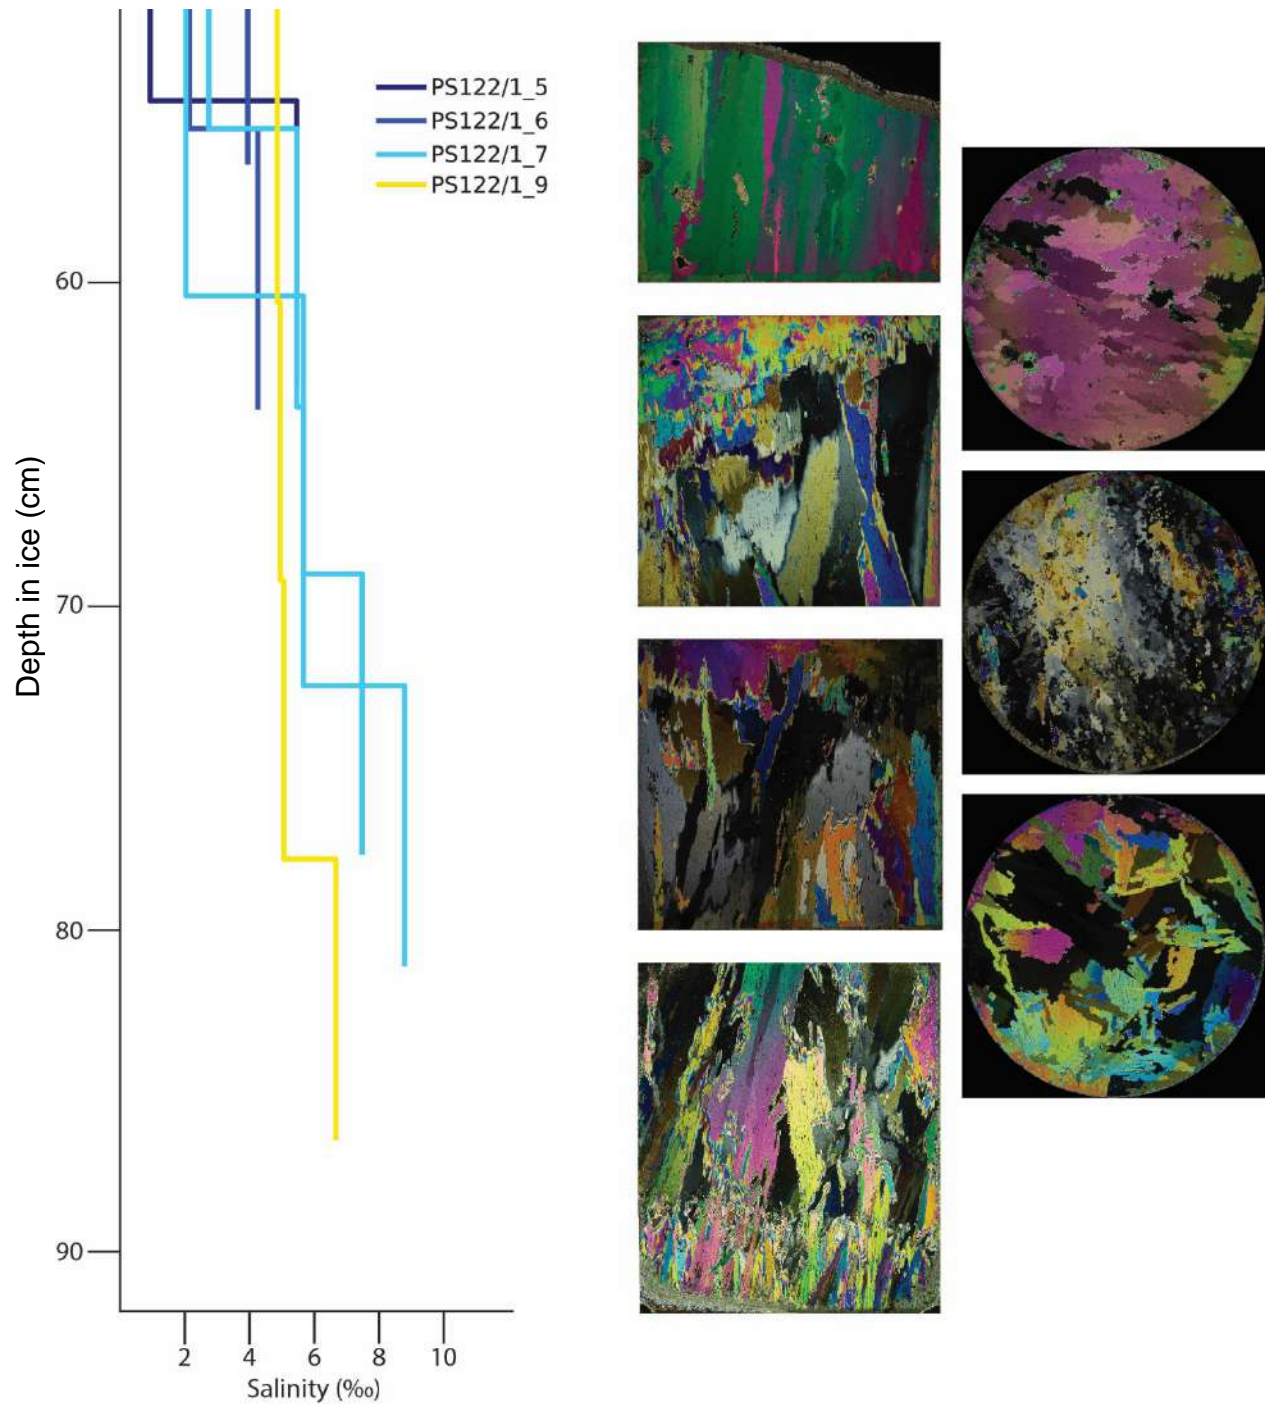 PS122/1_5
PS122/1_6
PS122/1_7
PS122/1_9
Depth in ice (cm)
60
70
80
90
2 4 6 8 10
Salinity (‰)